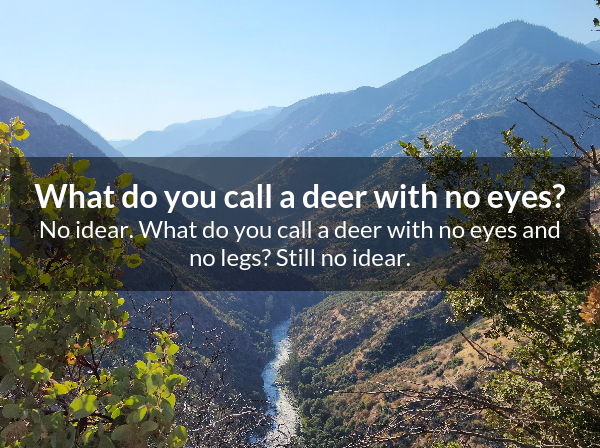 What do you call a deer with no eyes?
No idear. What do you call a deer with no eyes and
no legs? Still no idear.